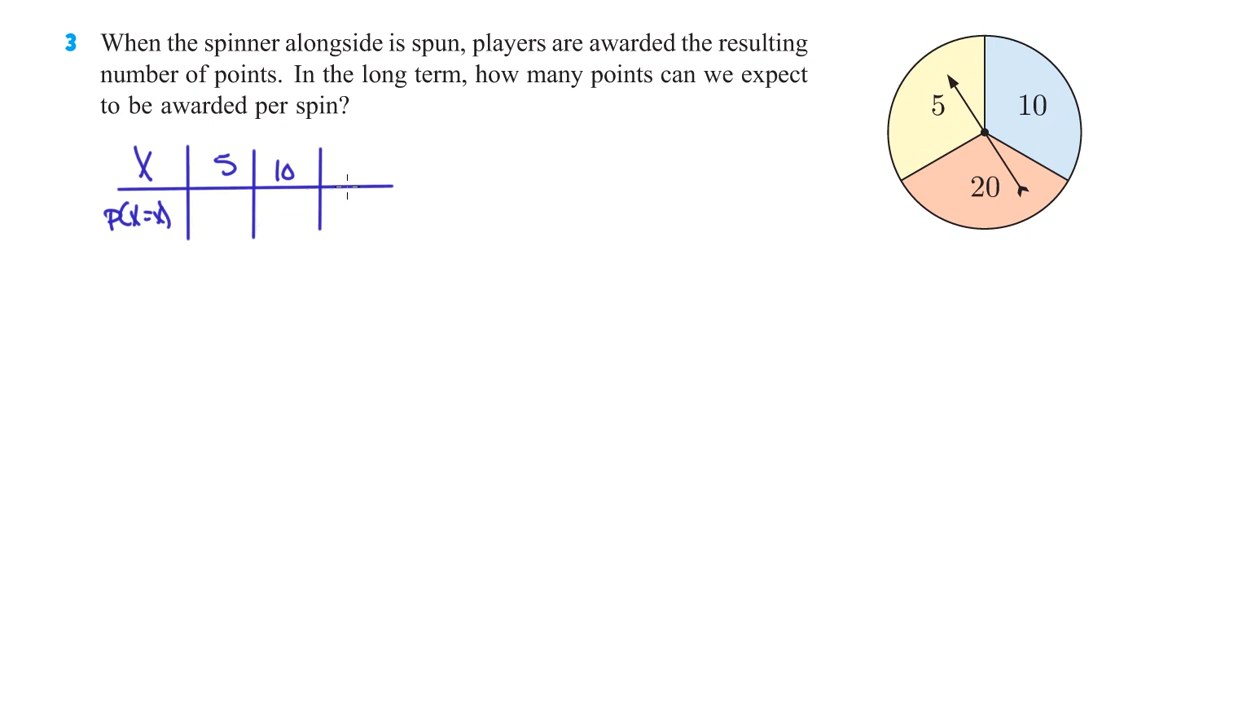 3 When the spinner alongside is spun, players are awarded the resulting
number of points. In the long term, how many points can we expect
to be awarded per spin?
5 10
20
X 5 10
P(X=x)